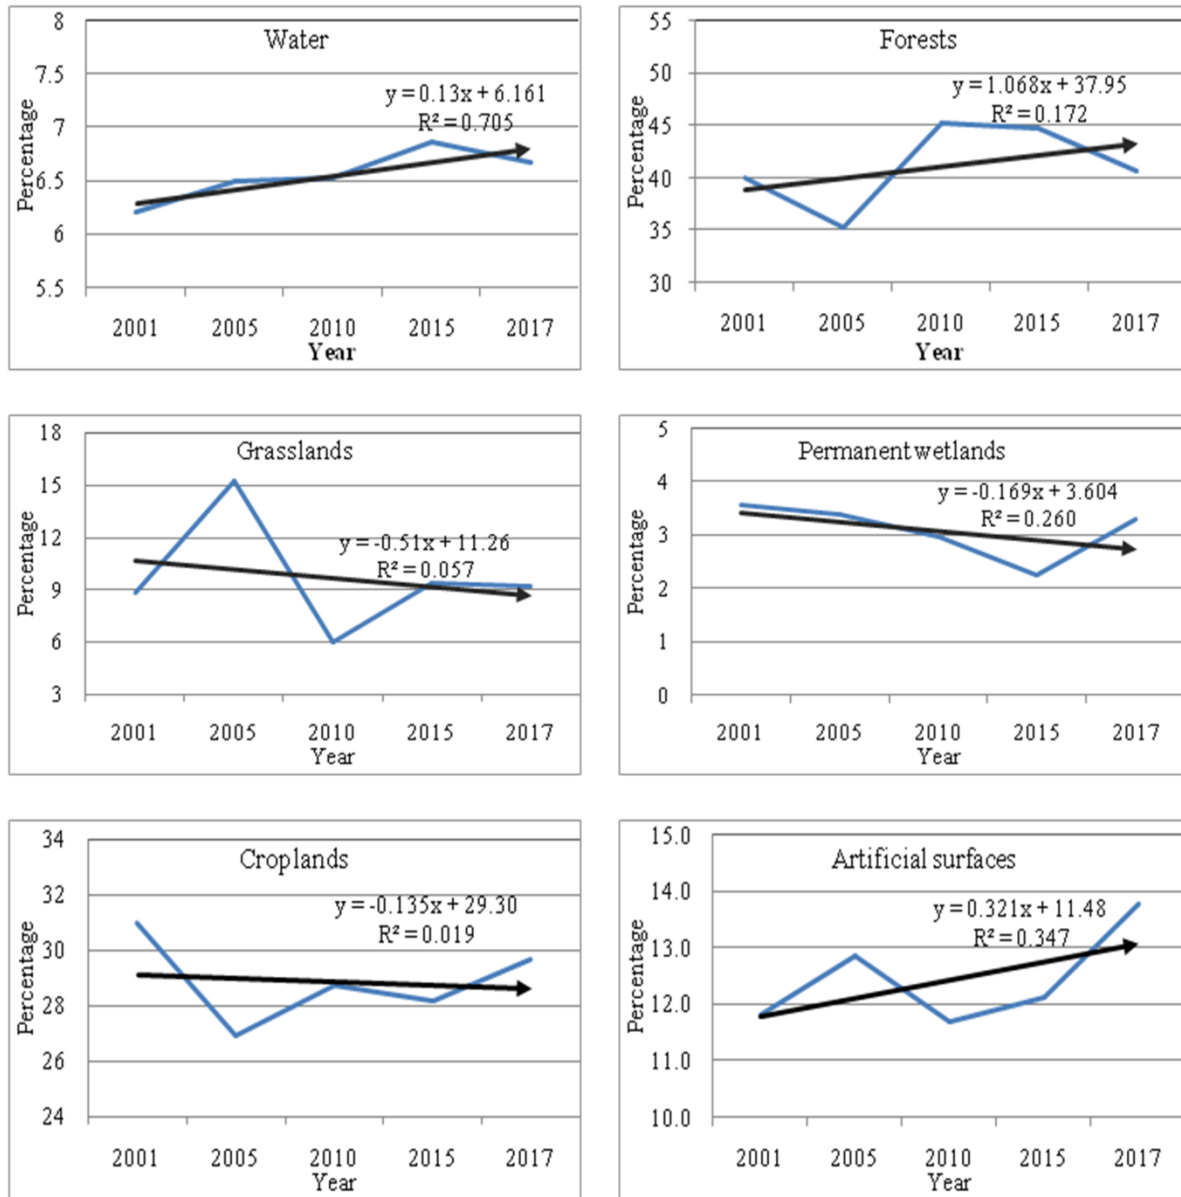 Water
8
7.5
7
6.5
6
5.5
Percentage
y = 0.13x + 6.161
R² = 0.705
2001 2005 2010 2015 2017
Year
Forests
55
50
45
40
35
30
Percentage
y = 1.068x + 37.95
R² = 0.172
2001 2005 2010 2015 2017
Year
Grasslands
18
15
12
9
6
3
Percentage
y = -0.51x + 11.26
R² = 0.057
2001 2005 2010 2015 2017
Year
Permanent wetlands
5
4
3
2
1
0
Percentage
y = -0.169x + 3.604
R² = 0.260
2001 2005 2010 2015 2017
Year
Croplands
34
32
30
28
26
24
Percentage
y = -0.135x + 29.30
R² = 0.019
2001 2005 2010 2015 2017
Year
Artificial surfaces
15.0
14.0
13.0
12.0
11.0
10.0
Percentage
y = 0.321x + 11.48
R² = 0.347
2001 2005 2010 2015 2017
Year